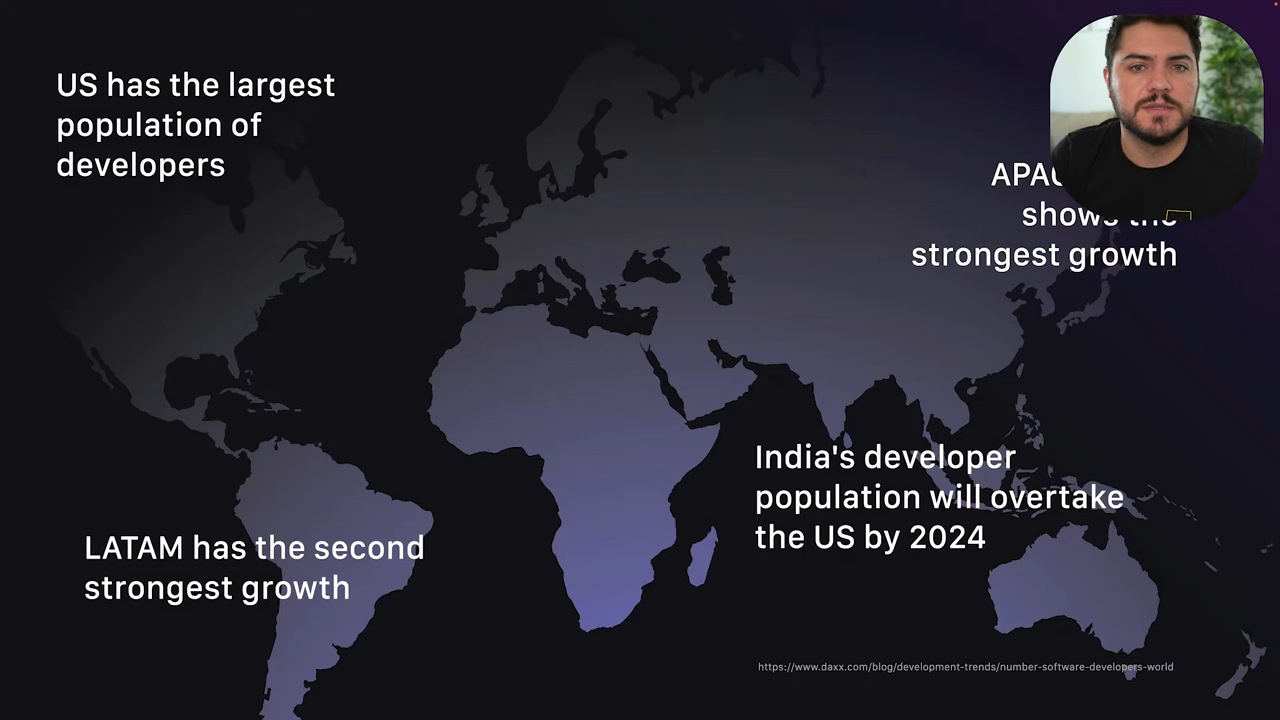 US has the largest
population of
developers
strongest growth
India's developer
population will overtake
the US by 2024
LATAM has the second
strongest growth
https://www.daxx.com/blog/development-trends/number-software-developers-world